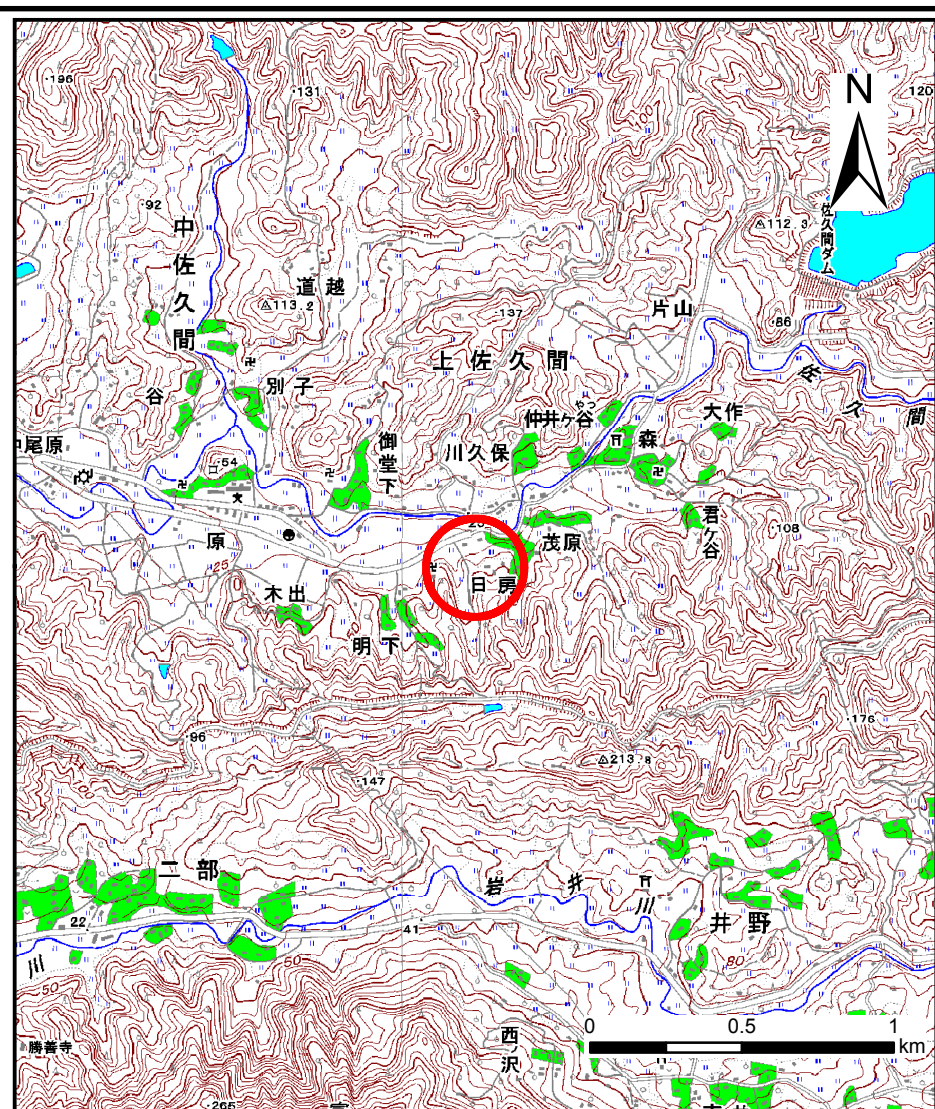 196
131
N
120
92
中佐久間
佐久間ダム
112.3
道越
113.2
137
片山
86
上佐久間
谷
別子
仲井ヶ谷
やつ
大作
佐久間
中尾原
御堂下
川久保
森
54
君ヶ谷
108
原
25
茂原
木出
日房
明下
176
96
213.8
147
二部
岩井川
井野
22
41
川
50
50
80
0
0.5
1
km
西沢
勝善寺
265